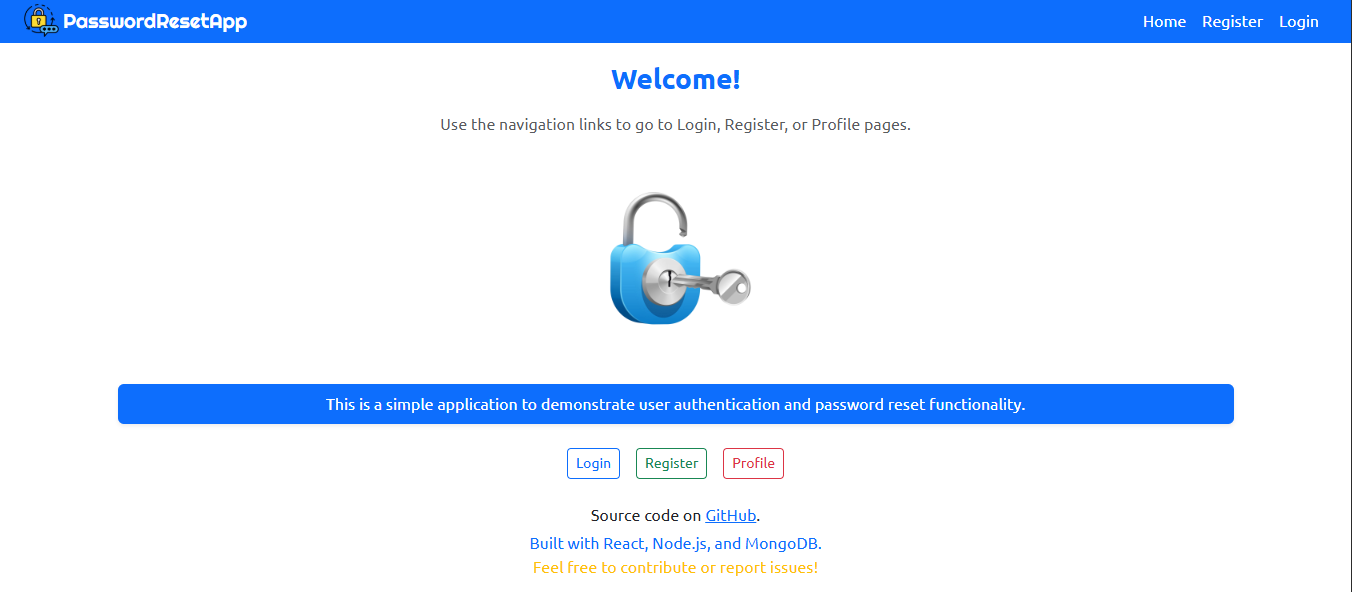 PasswordResetApp
Home Register Login
Welcome!
Use the navigation links to go to Login, Register, or Profile pages.
This is a simple application to demonstrate user authentication and password reset functionality.
Login Register Profile
Source code on GitHub.
Built with React, Node.js, and MongoDB.
Feel free to contribute or report issues!